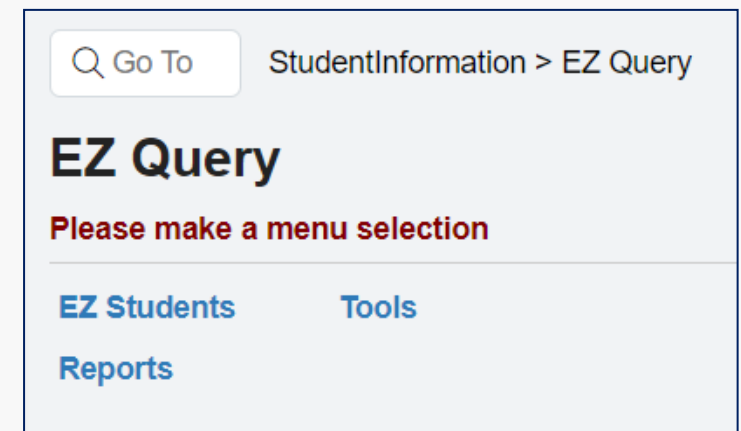 Go To StudentInformation > EZ Query
EZ Query
Please make a menu selection
EZ Students Tools
Reports